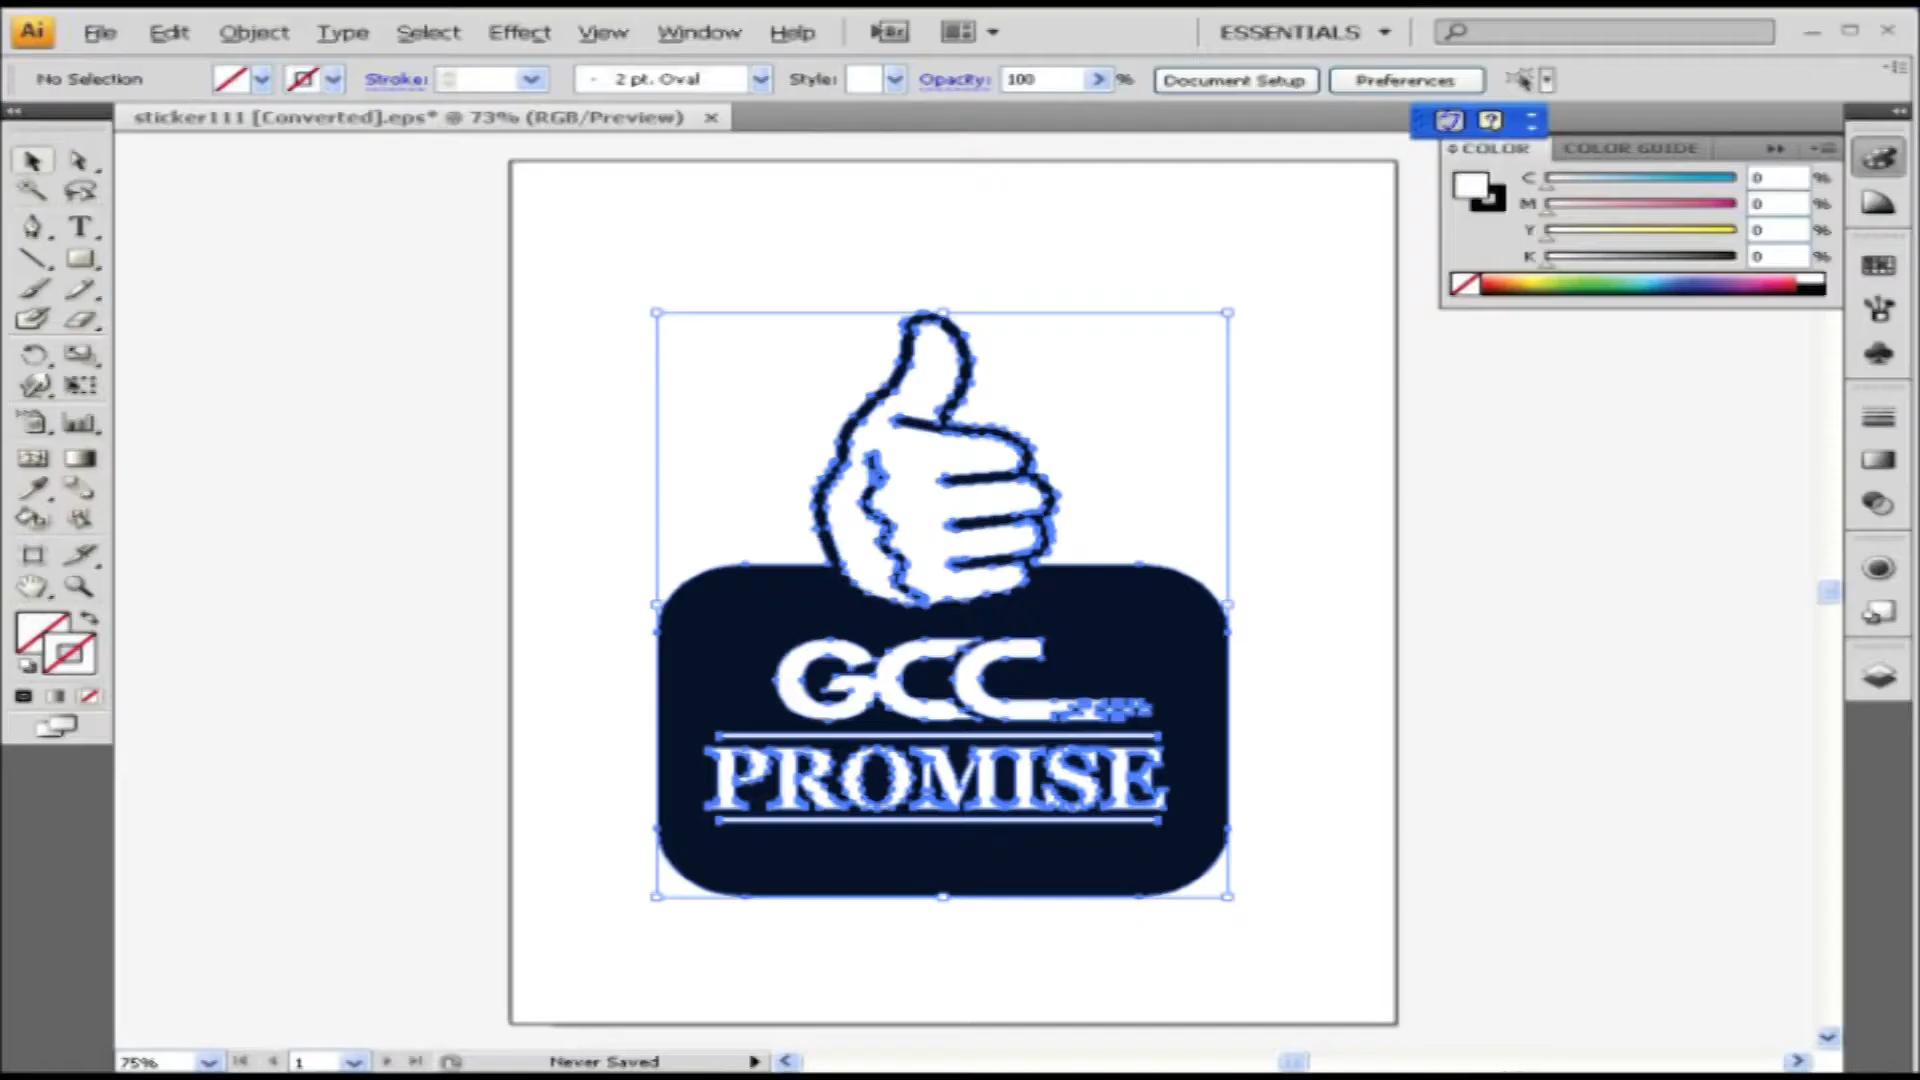 Ai File Edit Object Type Select Effect View Window Help Br ESSENTIALS
No Selection Stroke: 2 pt. Oval Style: Opacity: 100 % Document Setup Preferences
sticker111 [Converted].eps* @ 73% (RGB/Preview)
COLOR COLOR GUIDE
C 0 %
M 0 %
Y 0 %
K 0 %
T
GCC
PROMISE
75% 1 Never Saved